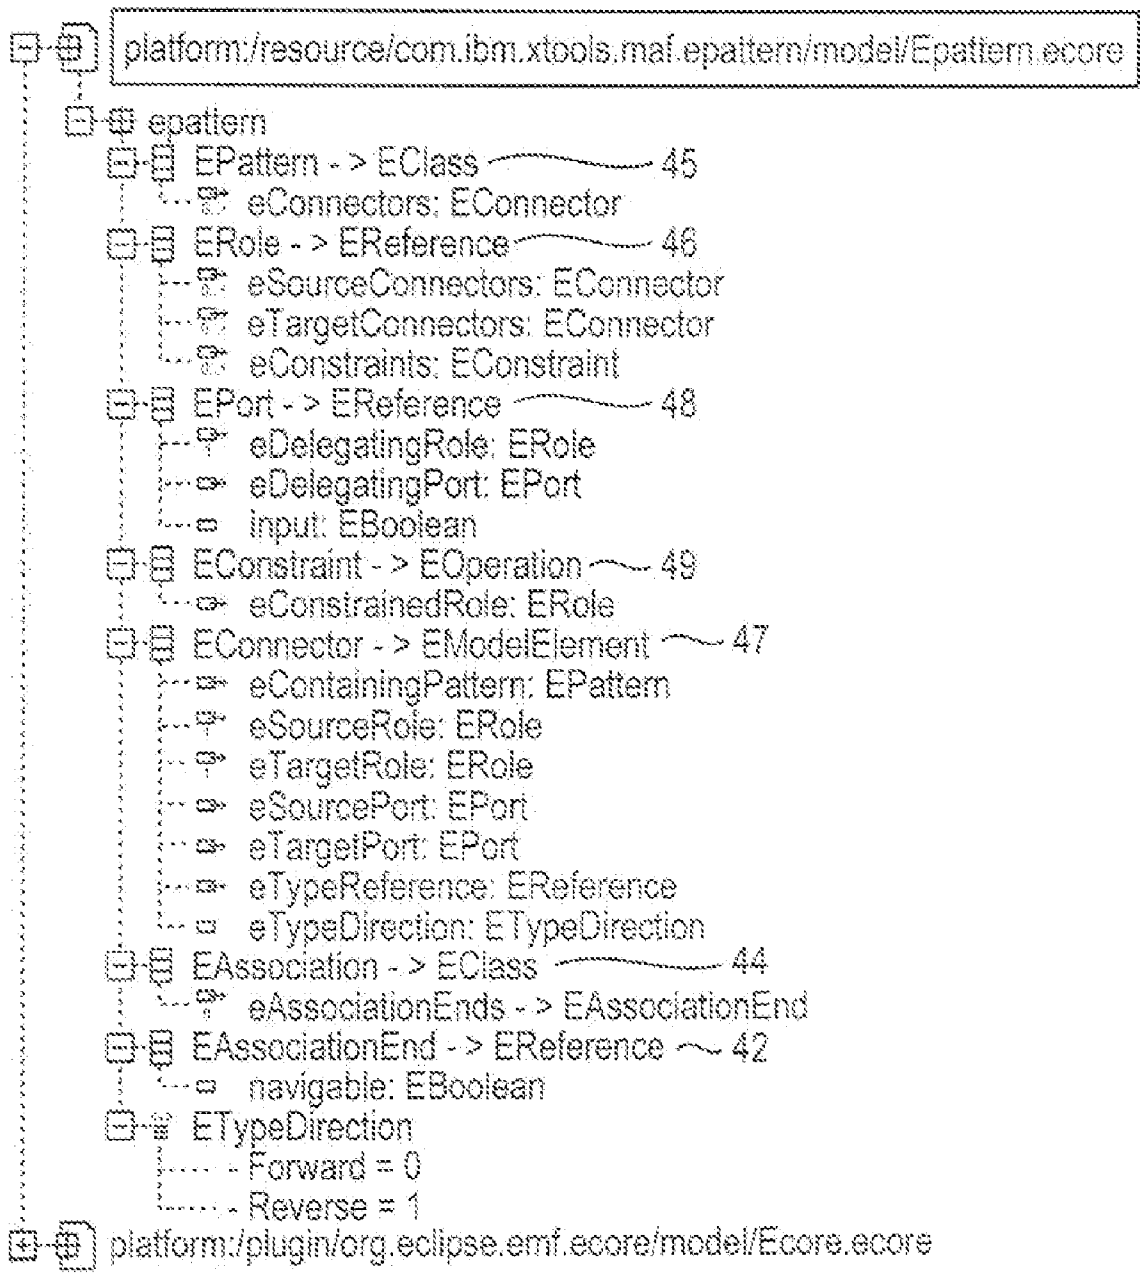 platform:/resource/com.ibm.xtools.maf.epattern/model/Epattern.ecore
epattern
EPattern - > EClass 45
eConnectors: EConnector
ERole - > EReference 46
eSourceConnectors: EConnector
eTargetConnectors: EConnector
eConstraints: EConstraint
EPort - > EReference 48
eDelegatingRole: ERole
eDelegatingPort: EPort
input: EBoolean
EConstraint - > EOperation 49
eConstrainedRole: ERole
EConnector - > EModelElement 47
eContainingPattern: EPattern
eSourceRole: ERole
eTargetRole: ERole
eSourcePort: EPort
eTargetPort: EPort
eTypeReference: EReference
eTypeDirection: ETypeDirection
EAssociation - > EClass 44
eAssociationEnds - > EAssociationEnd
EAssociationEnd - > EReference 42
navigable: EBoolean
ETypeDirection
- Forward = 0
- Reverse = 1
platform:/plugin/org.eclipse.emf.ecore/model/Ecore.ecore